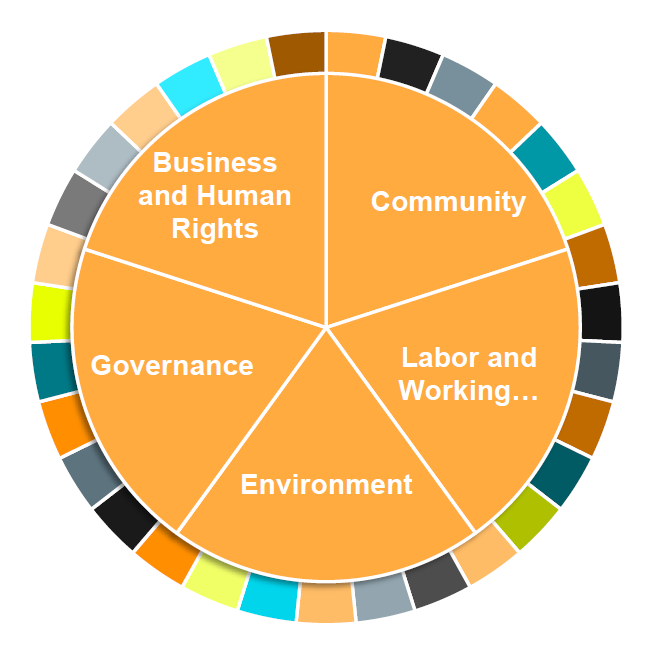 Business
and Human
Rights
Community
Labor and
Working…
Environment
Governance